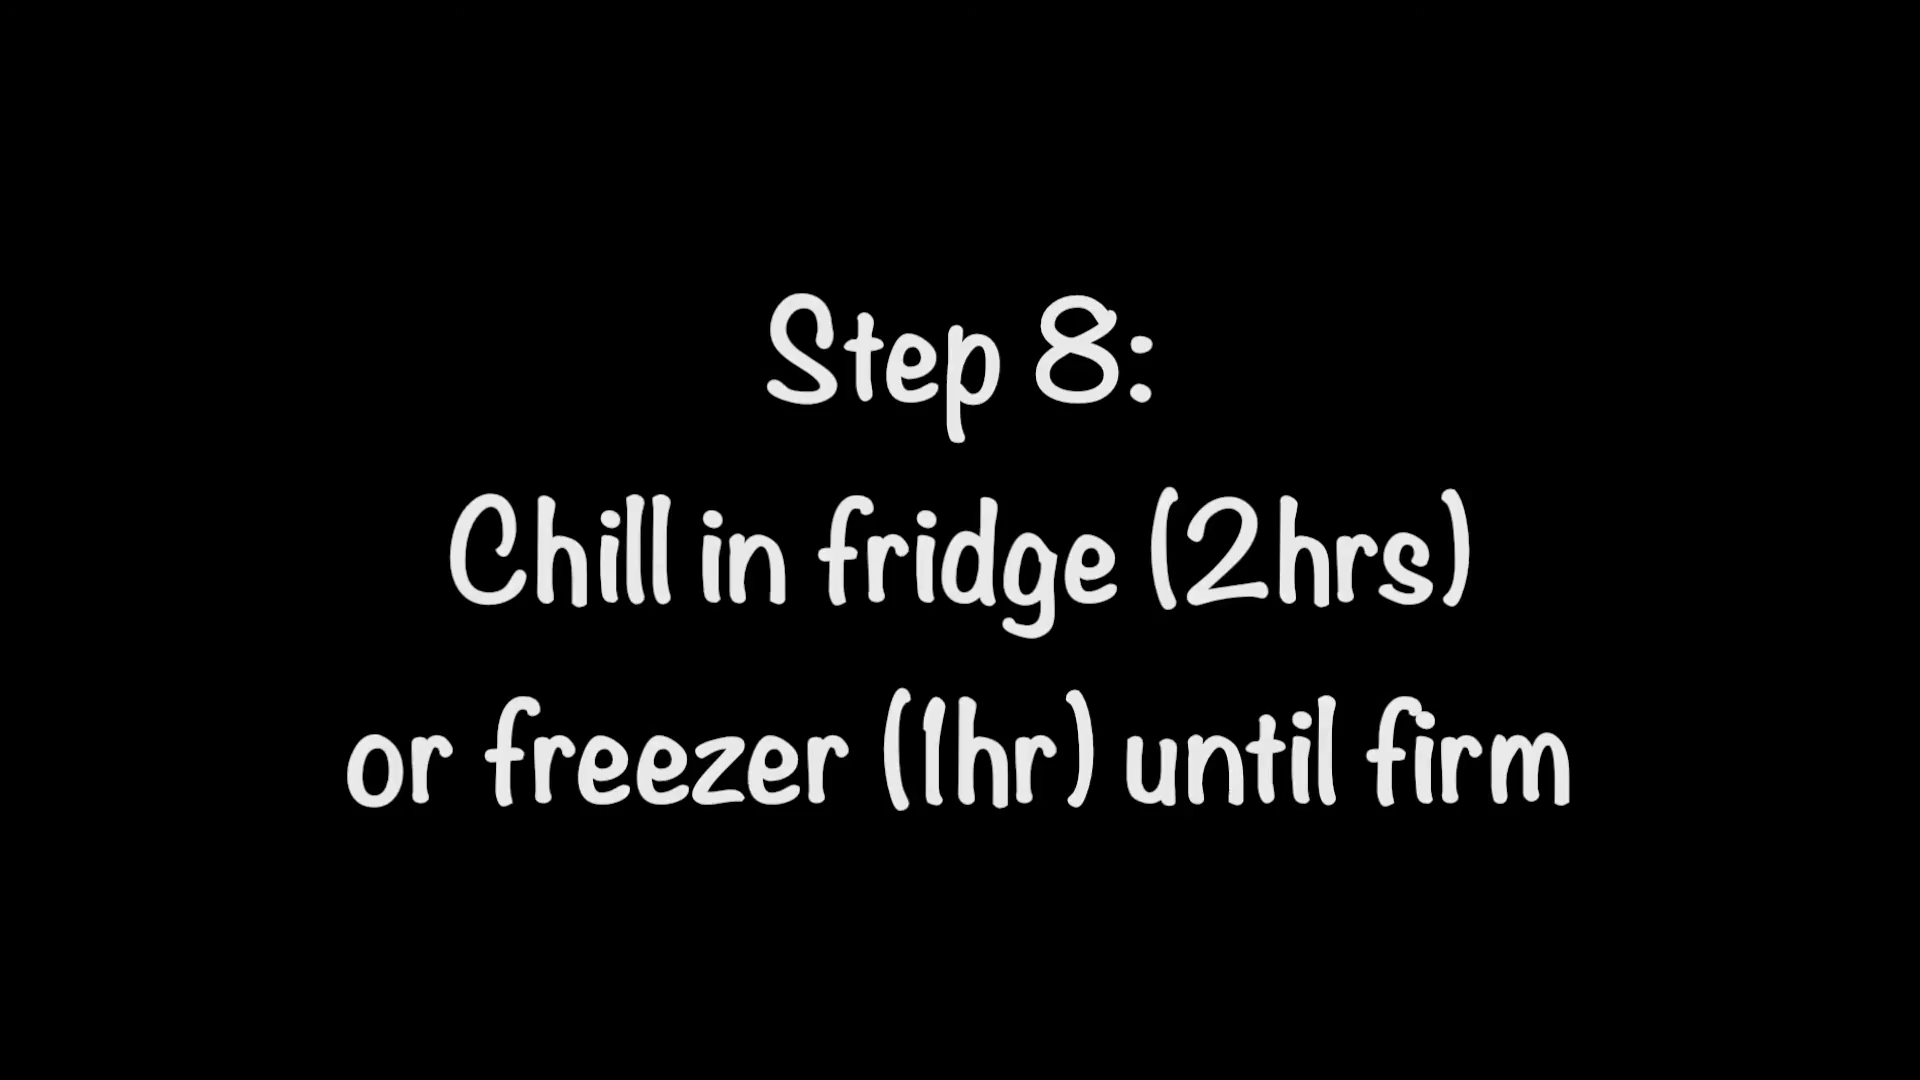 Step 8:
Chill in fridge (2hrs)
or freezer (1hr) until firm